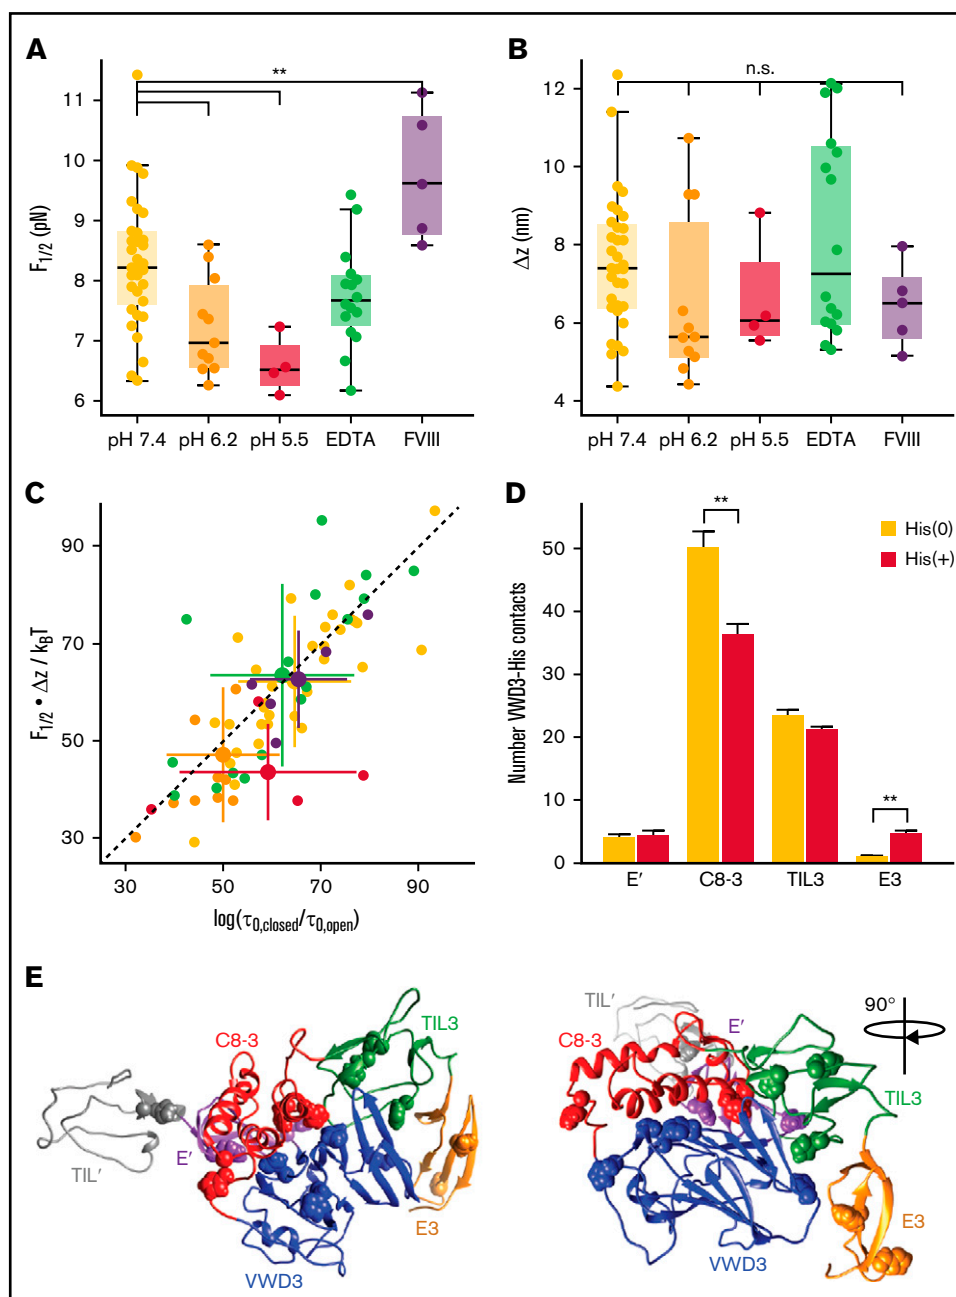 A
**
F1/2 (pN)
11
10
9
8
7
6
pH 7.4 pH 6.2 pH 5.5 EDTA FVIII
B
n.s.
Δz (nm)
12
10
8
6
4
pH 7.4 pH 6.2 pH 5.5 EDTA FVIII
C
F1/2 • Δz / kBT
90
70
50
30
30 50 70 90
log(τ0,closed/τ0,open)
D
**
His(0)
His(+)
Number VWD3-His contacts
50
40
30
20
10
0
**
E′ C8-3 TIL3 E3
E
TIL3
C8-3
TIL′
E′
E3
VWD3
TIL′
90°
E′
C8-3
TIL3
E3
VWD3